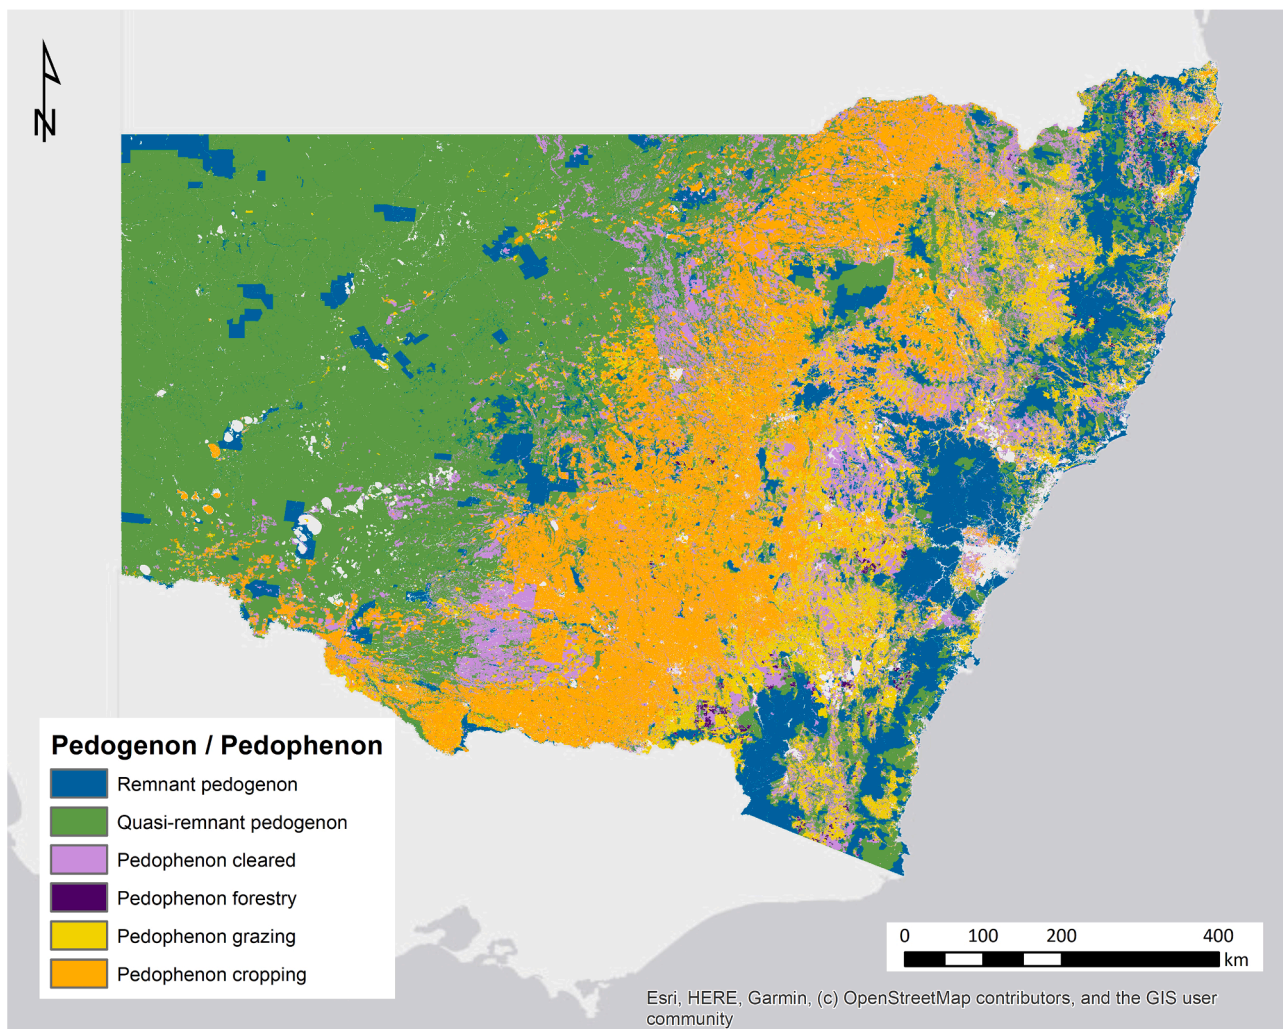 N
Pedogenon / Pedophenon
Remnant pedogenon
Quasi-remnant pedogenon
Pedophenon cleared
Pedophenon forestry
Pedophenon grazing
Pedophenon cropping
0 100 200 400
km
Esri, HERE, Garmin, (c) OpenStreetMap contributors, and the GIS user
community